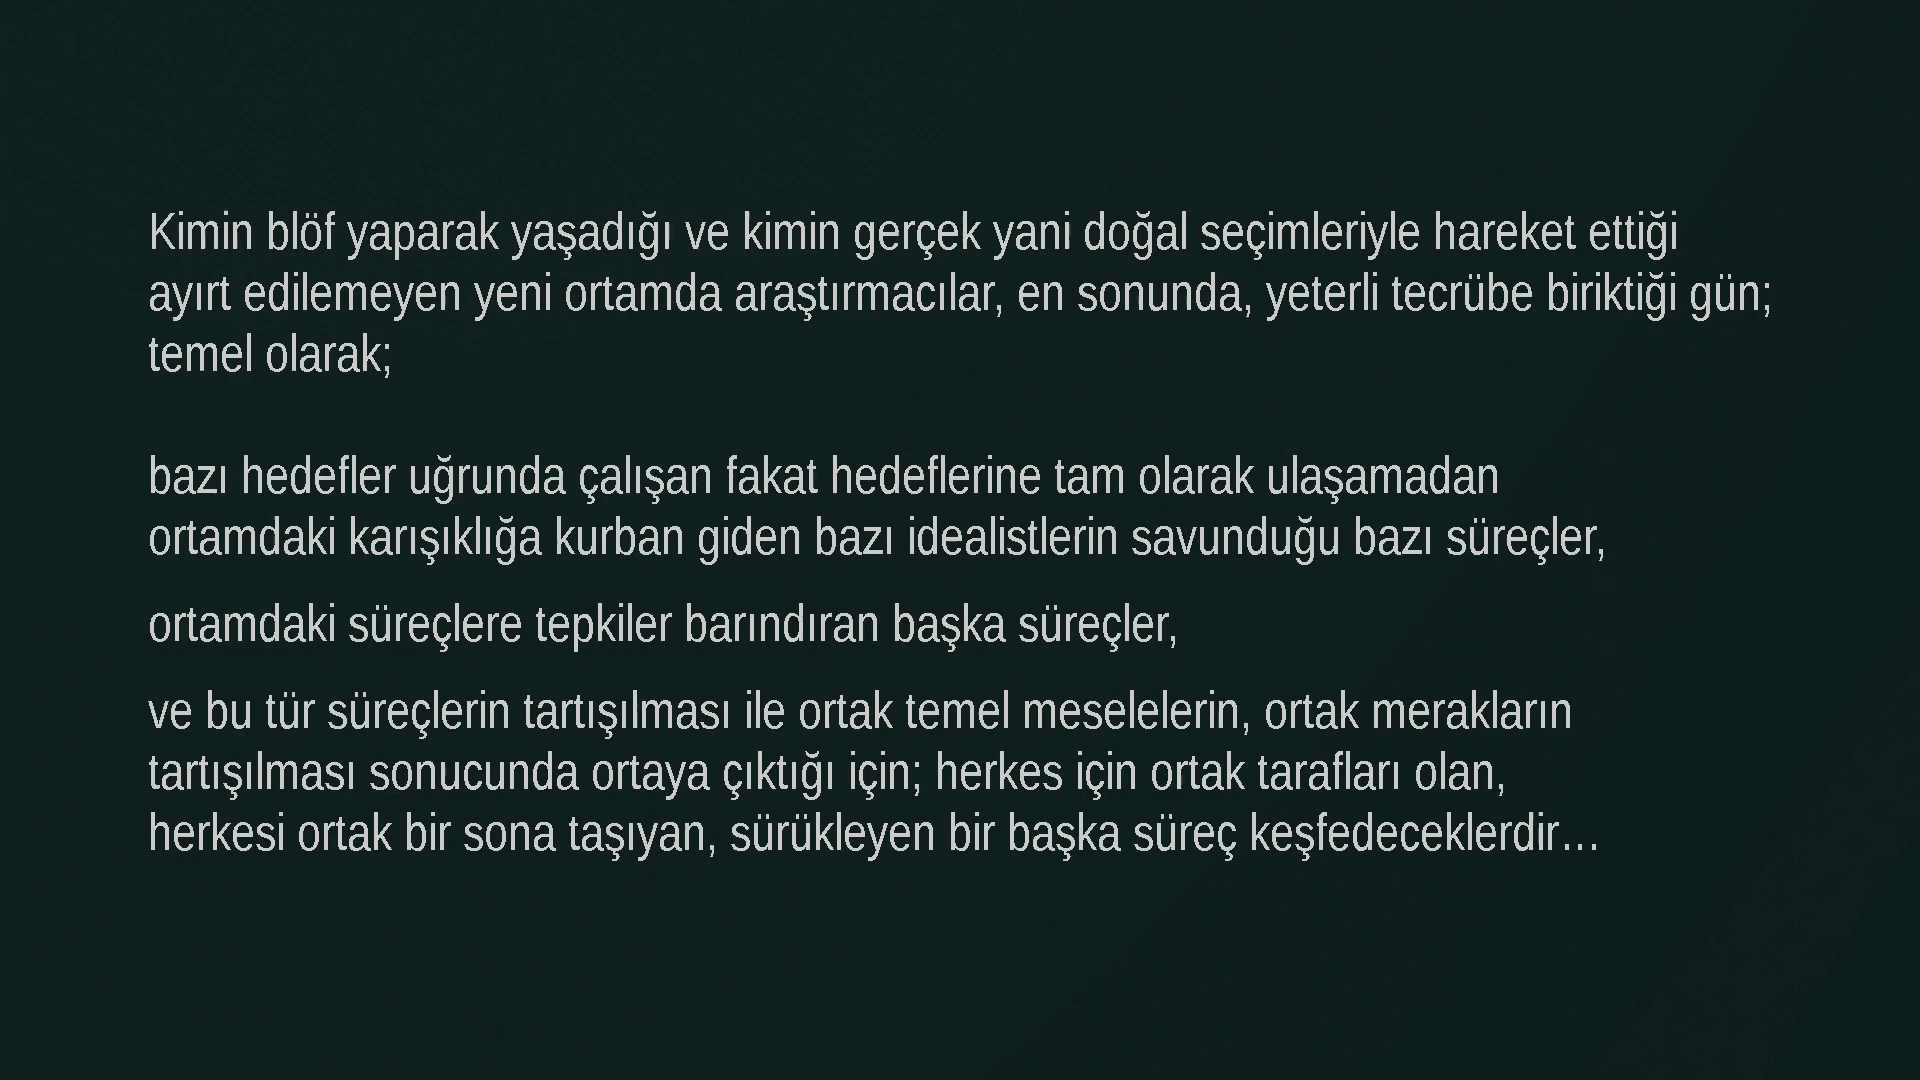 Kimin blöf yaparak yaşadığı ve kimin gerçek yani doğal seçimleriyle hareket ettiği
ayırt edilemeyen yeni ortamda araştırmacılar, en sonunda, yeterli tecrübe biriktiği gün;
temel olarak;
bazı hedefler uğrunda çalışan fakat hedeflerine tam olarak ulaşamadan
ortamdaki karışıklığa kurban giden bazı idealistlerin savunduğu bazı süreçler,
ortamdaki süreçlere tepkiler barındıran başka süreçler,
ve bu tür süreçlerin tartışılması ile ortak temel meselelerin, ortak merakların
tartışılması sonucunda ortaya çıktığı için; herkes için ortak tarafları olan,
herkesi ortak bir sona taşıyan, sürükleyen bir başka süreç keşfedeceklerdir…